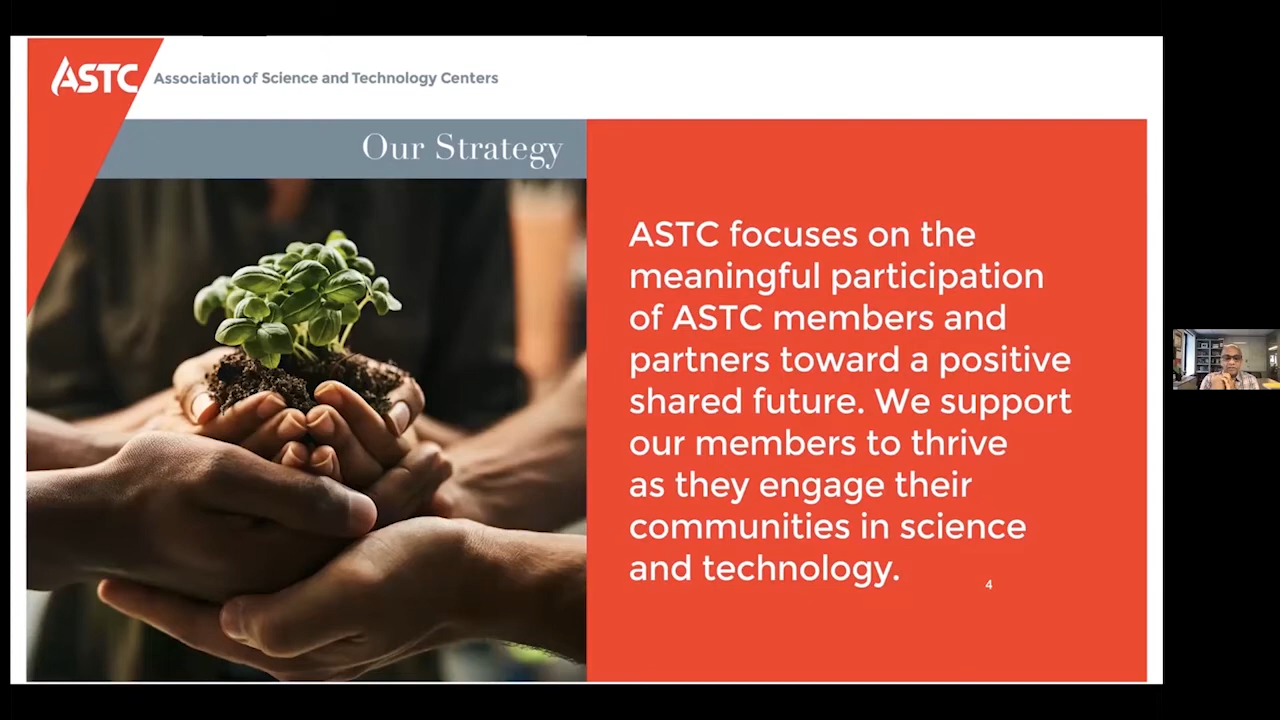 ASTC Association of Science and Technology Centers
Our Strategy
ASTC focuses on the
meaningful participation
of ASTC members and
partners toward a positive
shared future. We support
our members to thrive
as they engage their
communities in science
and technology.
4